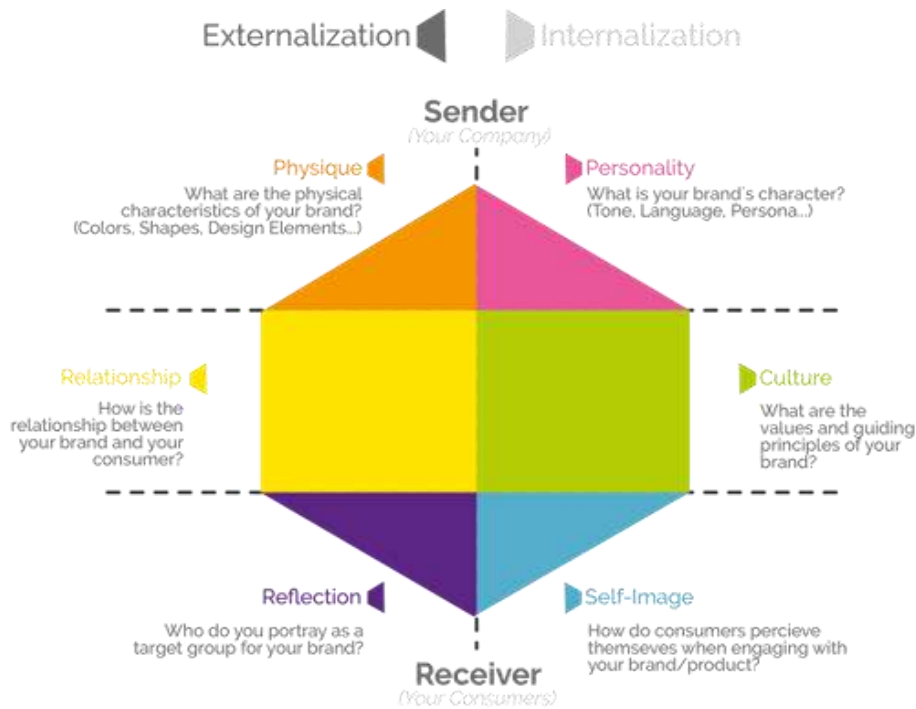 Externalization
Internalization
Sender
(Your Company)
Physique
What are the physical
characteristics of your brand?
(Colors, Shapes, Design Elements...)
Personality
What is your brand's character?
(Tone, Language, Persona...)
Relationship
How is the
relationship between
your brand and your
consumer?
Culture
What are the
values and guiding
principles of your
brand?
Reflection
Who do you portray as a
target group for your brand?
Self-Image
How do consumers percieve
themseves when engaging with
your brand/product?
Receiver
(Your Consumers)